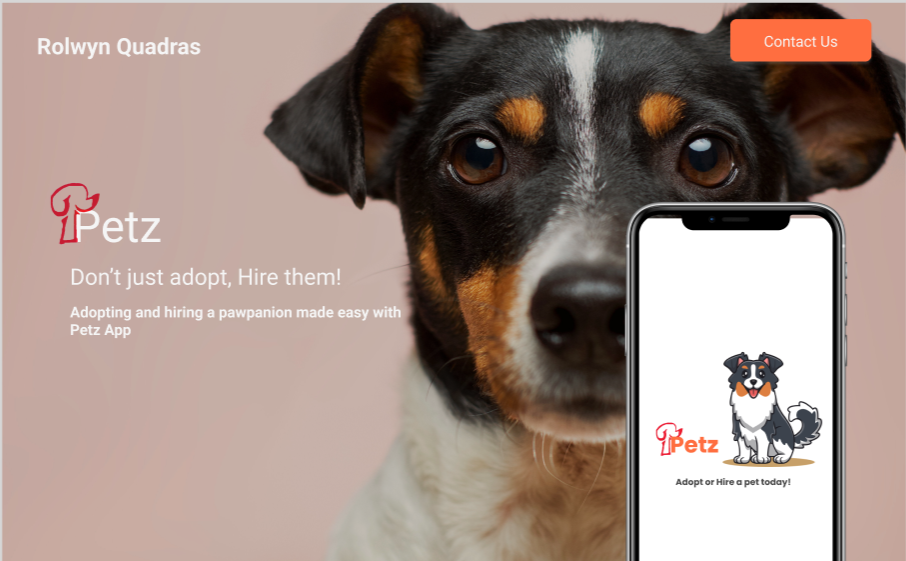 Rolwyn Quadras
Contact Us
Petz
Don't just adopt, Hire them!
Adopting and hiring a pawpanion made easy with
Petz App
Petz
Adopt or Hire a pet today!